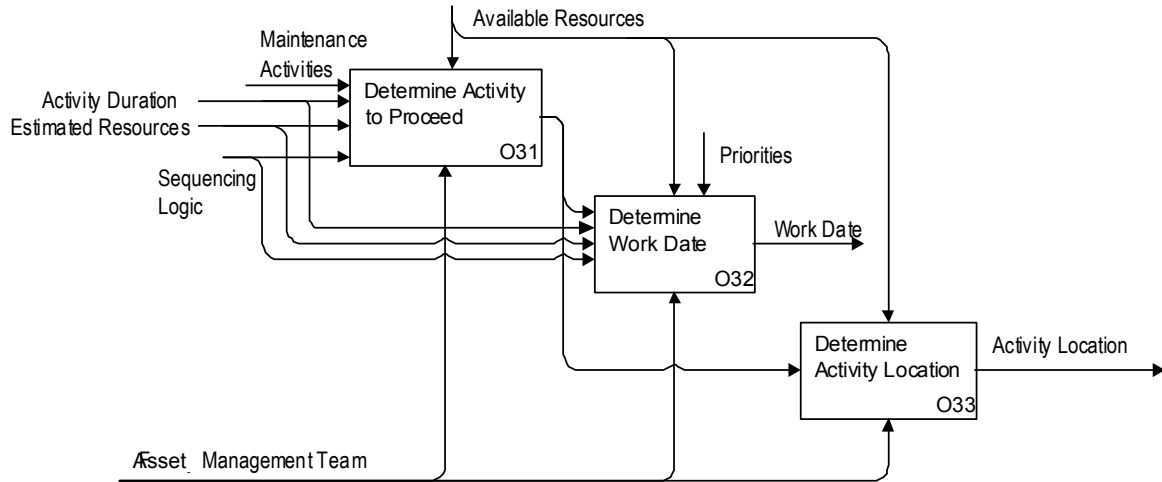 Available Resources
Maintenance
Activities
Determine Activity
to Proceed
O31
Activity Duration
Estimated Resources
Sequencing
Logic
Priorities
Determine
Work Date
O32
Work Date
Determine
Activity Location
O33
Activity Location
Asset Management Team